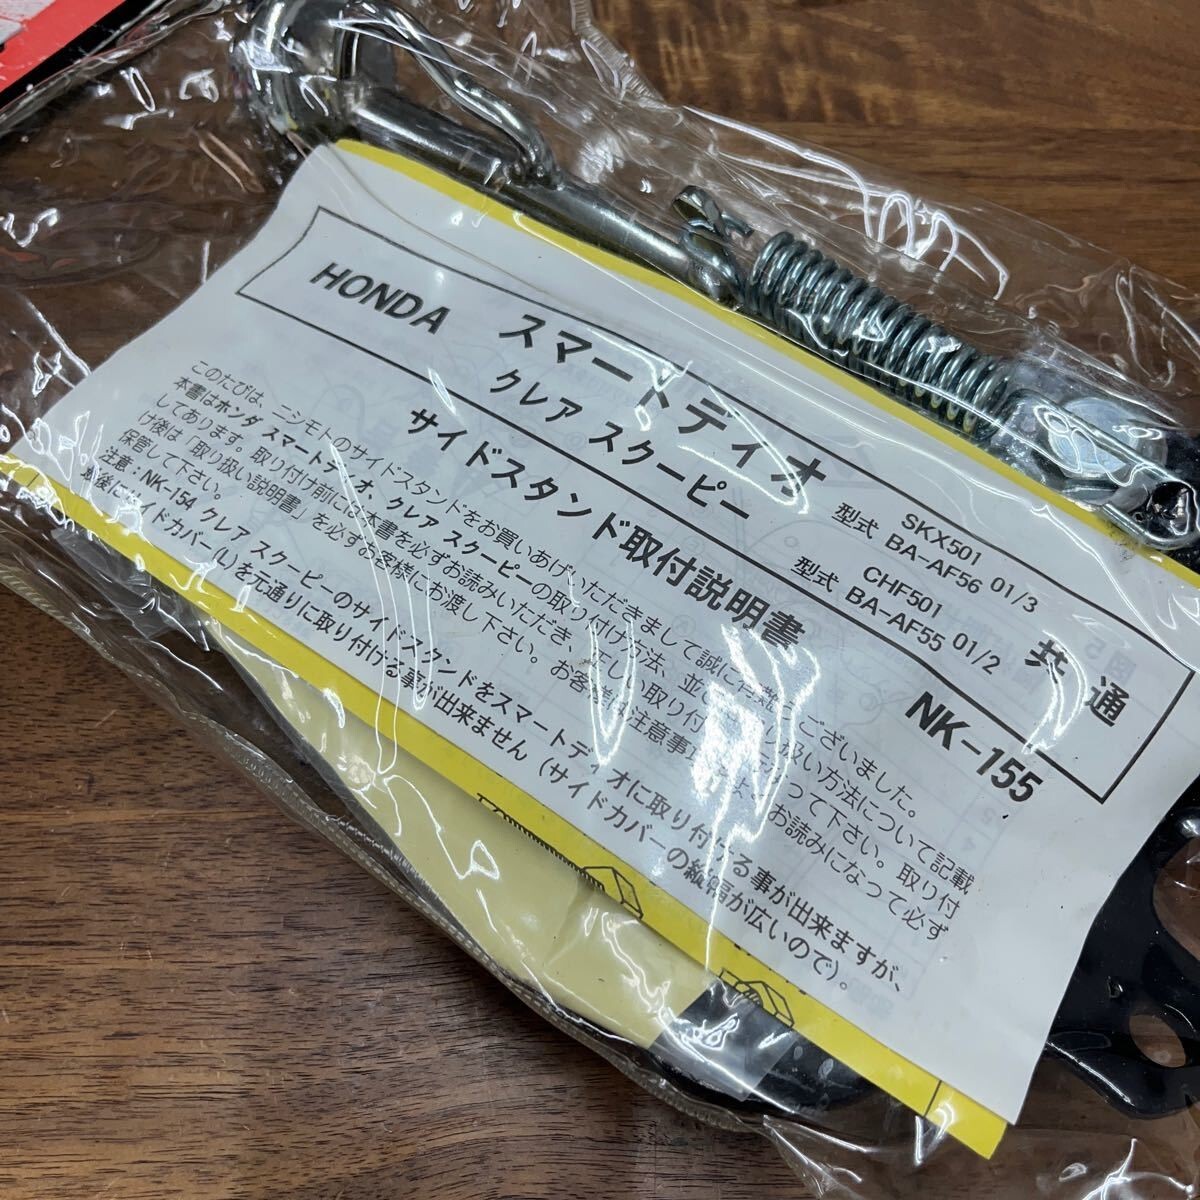 HONDA スマートディオ 型式 SKX501 BA-AF56 01/3 共通
クレア スクーピー 型式 CHF501 BA-AF55 01/2
サイドスタンド取付説明書 NK-155
このたびは、ニシモトのサイドスタンドをお買いあげいただきまして誠に有難うございました。
本書はホンダ スマートディオ、クレア スクーピーの取り付け方法、並びに取り扱い方法について記載
してあります。取り付け前には本書を必ずお読みいただき、正しい取り付けを行って下さい。取り付
け後は「取り扱い説明書」を必ずお客様にお渡し下さい。お客様は注意事項をよくお読みになって必ず
保管して下さい。
注意：NK-154 クレア スクーピーのサイドスタンドをスマートディオに取り付ける事が出来ますが、
最後にサイドカバー(L)を元通りに取り付ける事が出来ません（サイドカバーの縦幅が広いので）。